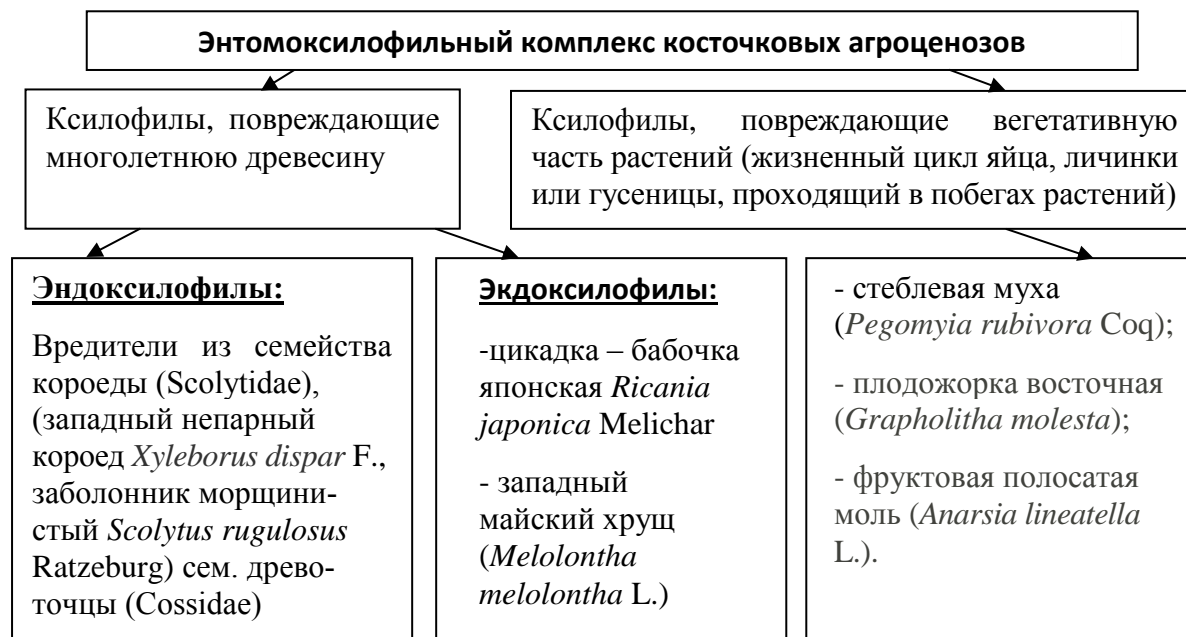 Энтомоксилофильный комплекс косточковых агроценозов
Ксилофилы, повреждающие
многолетнюю древесину
Ксилофилы, повреждающие вегетативную
часть растений (жизненный цикл яйца, личинки
или гусеницы, проходящий в побегах растений)
Эндоксилофилы:
Вредители из семейства
короеды (Scolytidae),
(западный непарный
короед Xyleborus dispar F.,
заболонник морщини-
стый Scolytus rugulosus
Ratzeburg) сем. древо-
точцы (Cossidae)
Экдоксилофилы:
-цикадка – бабочка
японская Ricania
japonica Melichar
- западный
майский хрущ
(Melolontha
melolontha L.)
- стеблевая муха
(Pegomyia rubivora Coq);
- плодожорка восточная
(Grapholitha molesta);
- фруктовая полосатая
моль (Anarsia lineatella
L.).